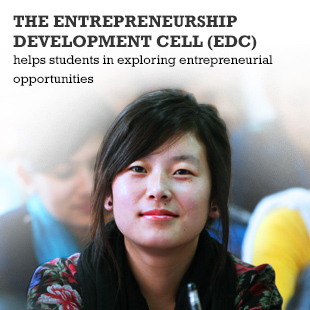 THE ENTREPRENEURSHIP
DEVELOPMENT CELL (EDC)
helps students in exploring entrepreneurial
opportunities